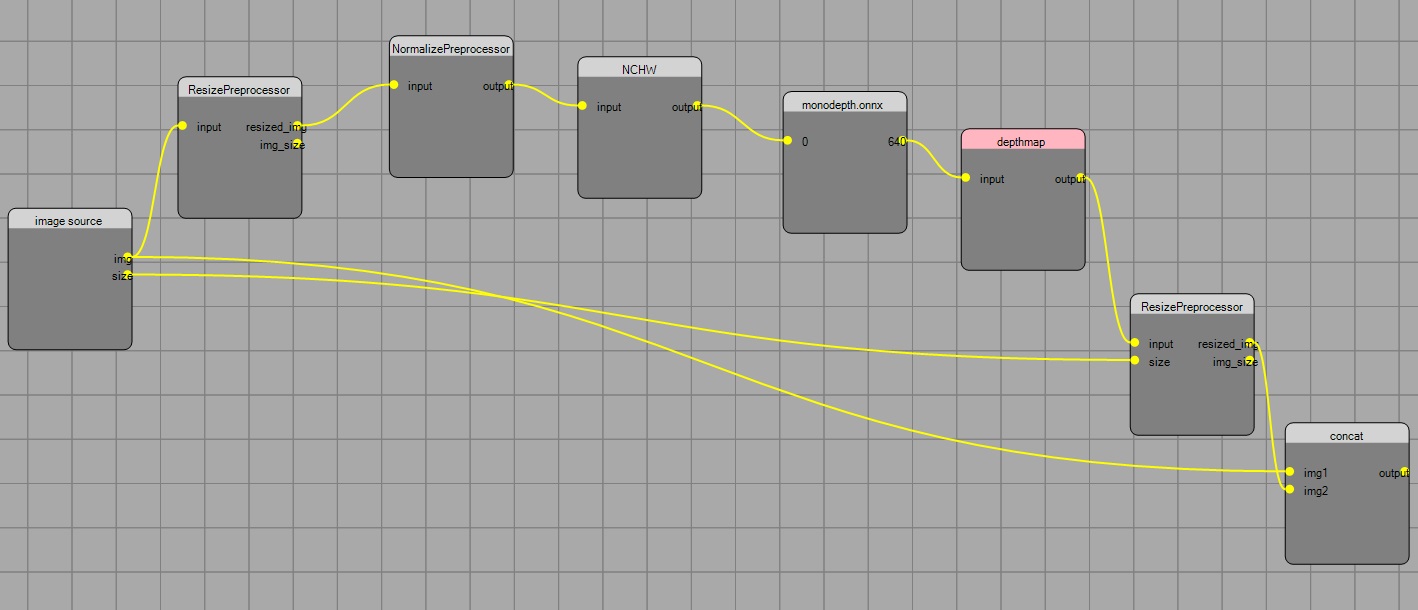 image source
img
size
ResizePreprocessor
input resized_img
img_size
NormalizePreprocessor
input output
NCHW
input output
monodepth.onnx
0 640
depthmap
input output
ResizePreprocessor
input resized_img
size img_size
concat
img1 output
img2